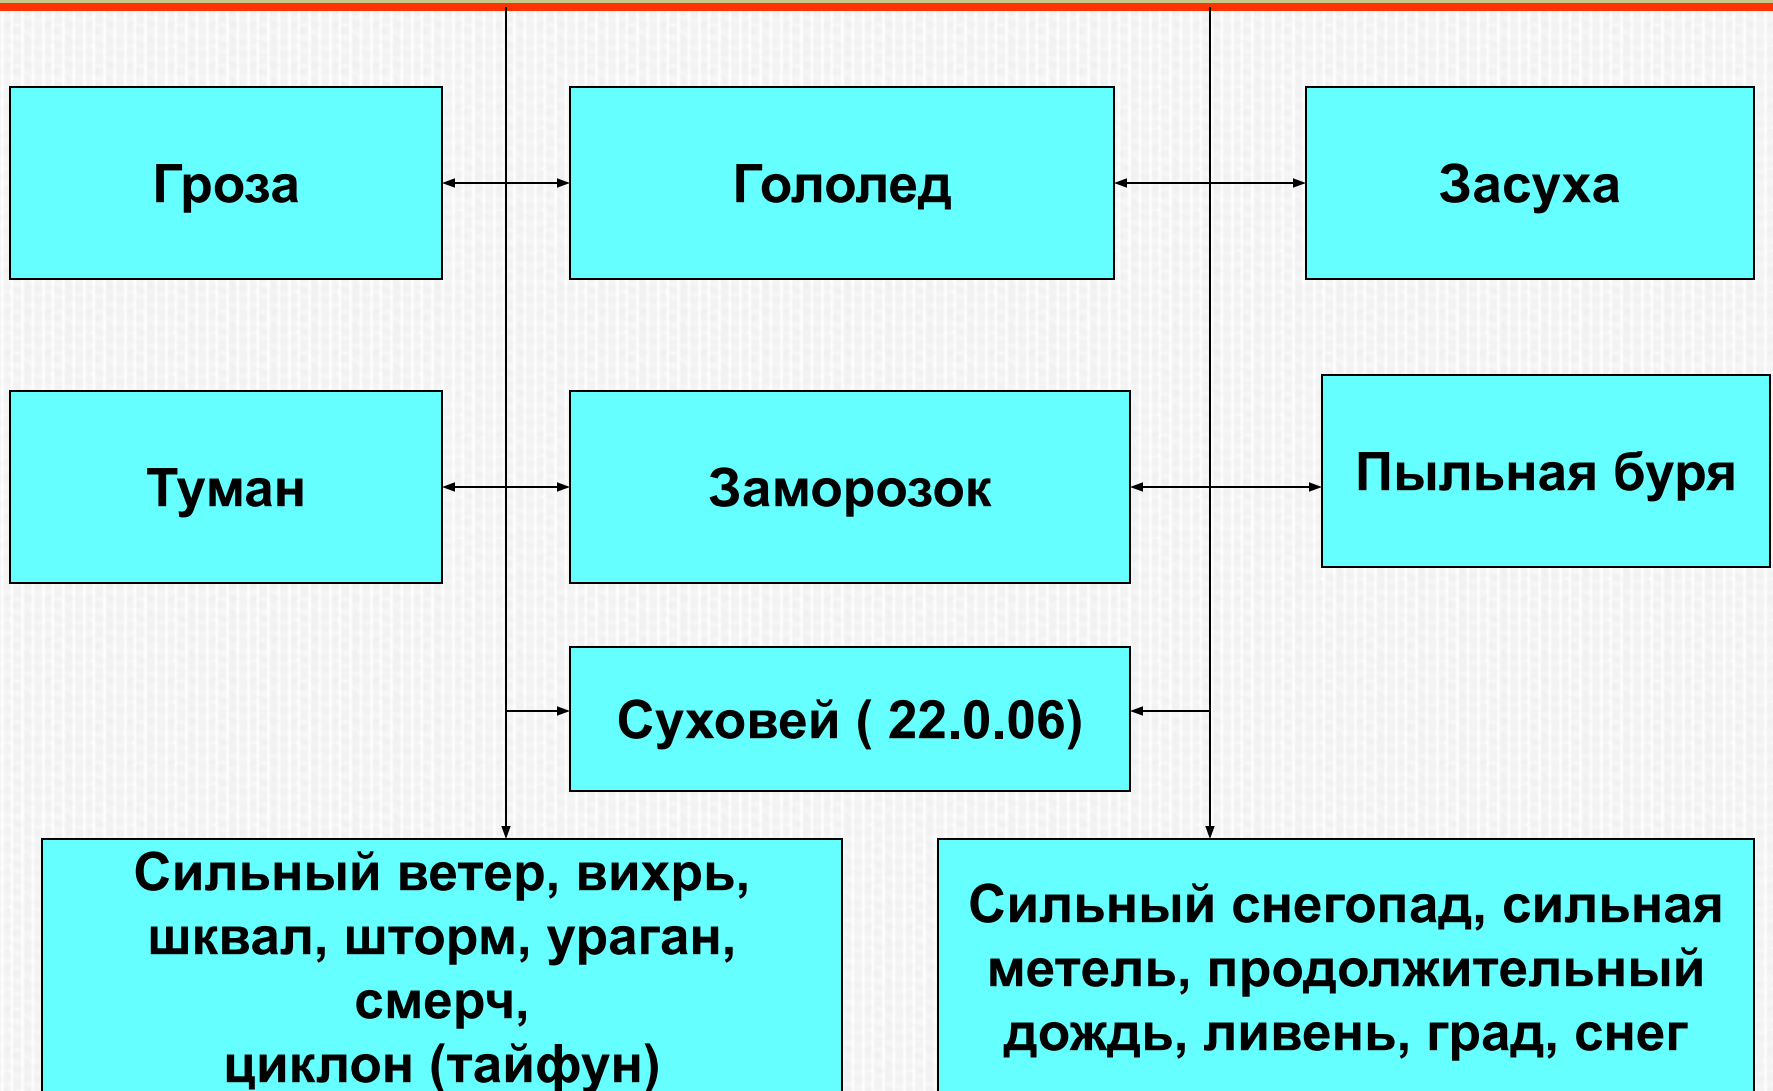 Гроза
Гололед
Засуха
Туман
Заморозок
Пыльная буря
Суховей ( 22.0.06)
Сильный ветер, вихрь,
шквал, шторм, ураган,
смерч,
циклон (тайфун)
Сильный снегопад, сильная
метель, продолжительный
дождь, ливень, град, снег